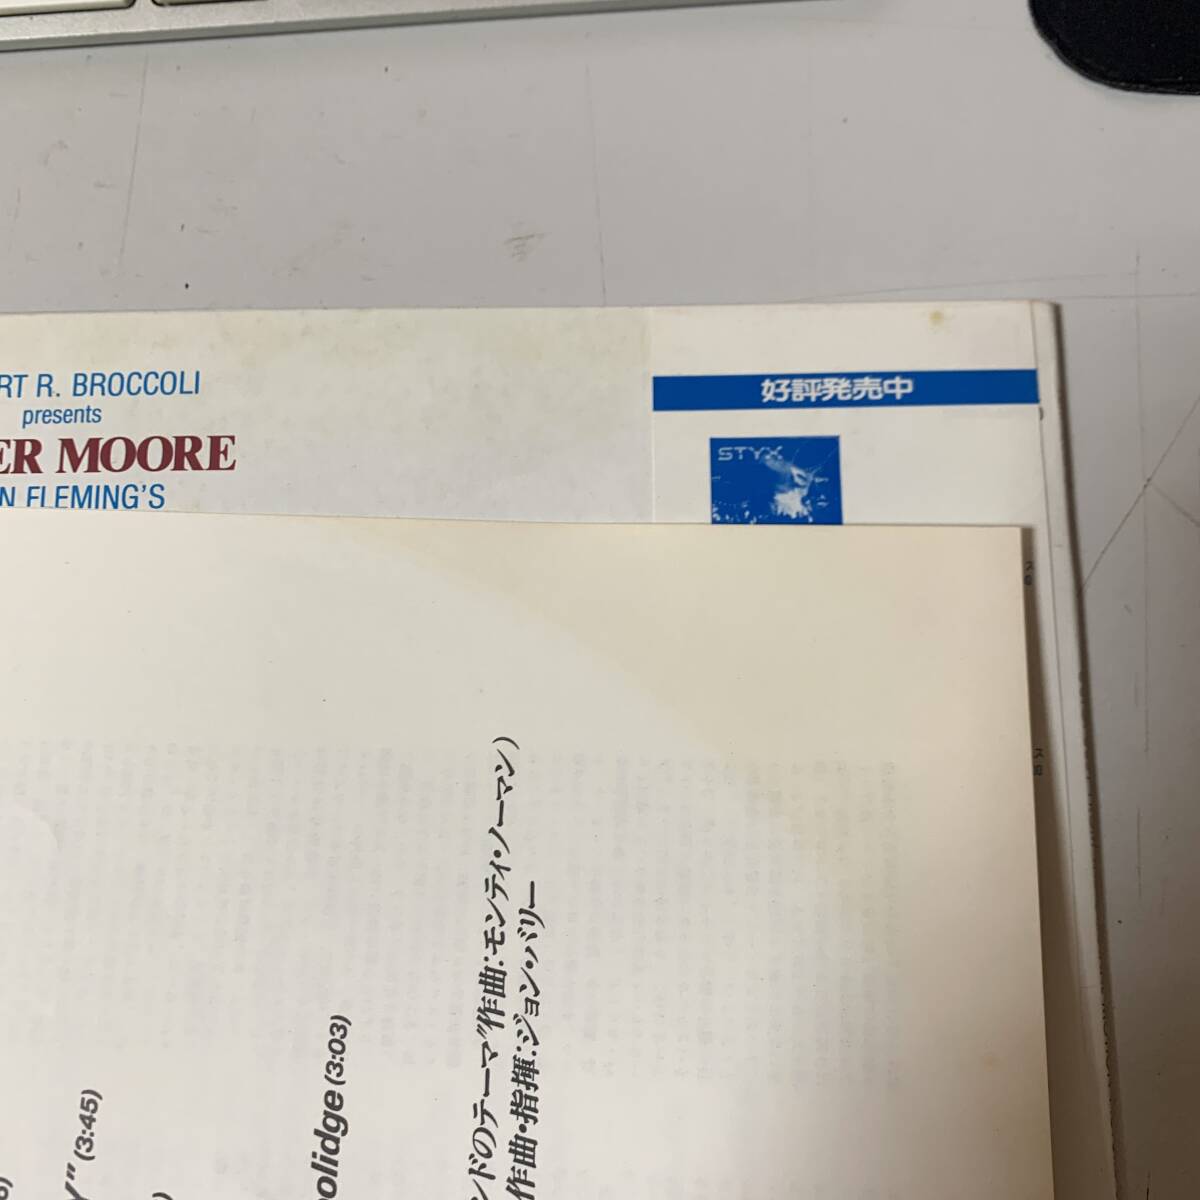 RT R. BROCCOLI
presents
ER MOORE
N FLEMING'S
好評発売中
STYX
ンドのテーマ”作曲:モンティ・ノーマン)
作曲・指揮:ジョン・バリー
olidge (3:03)
Y” (3:45)